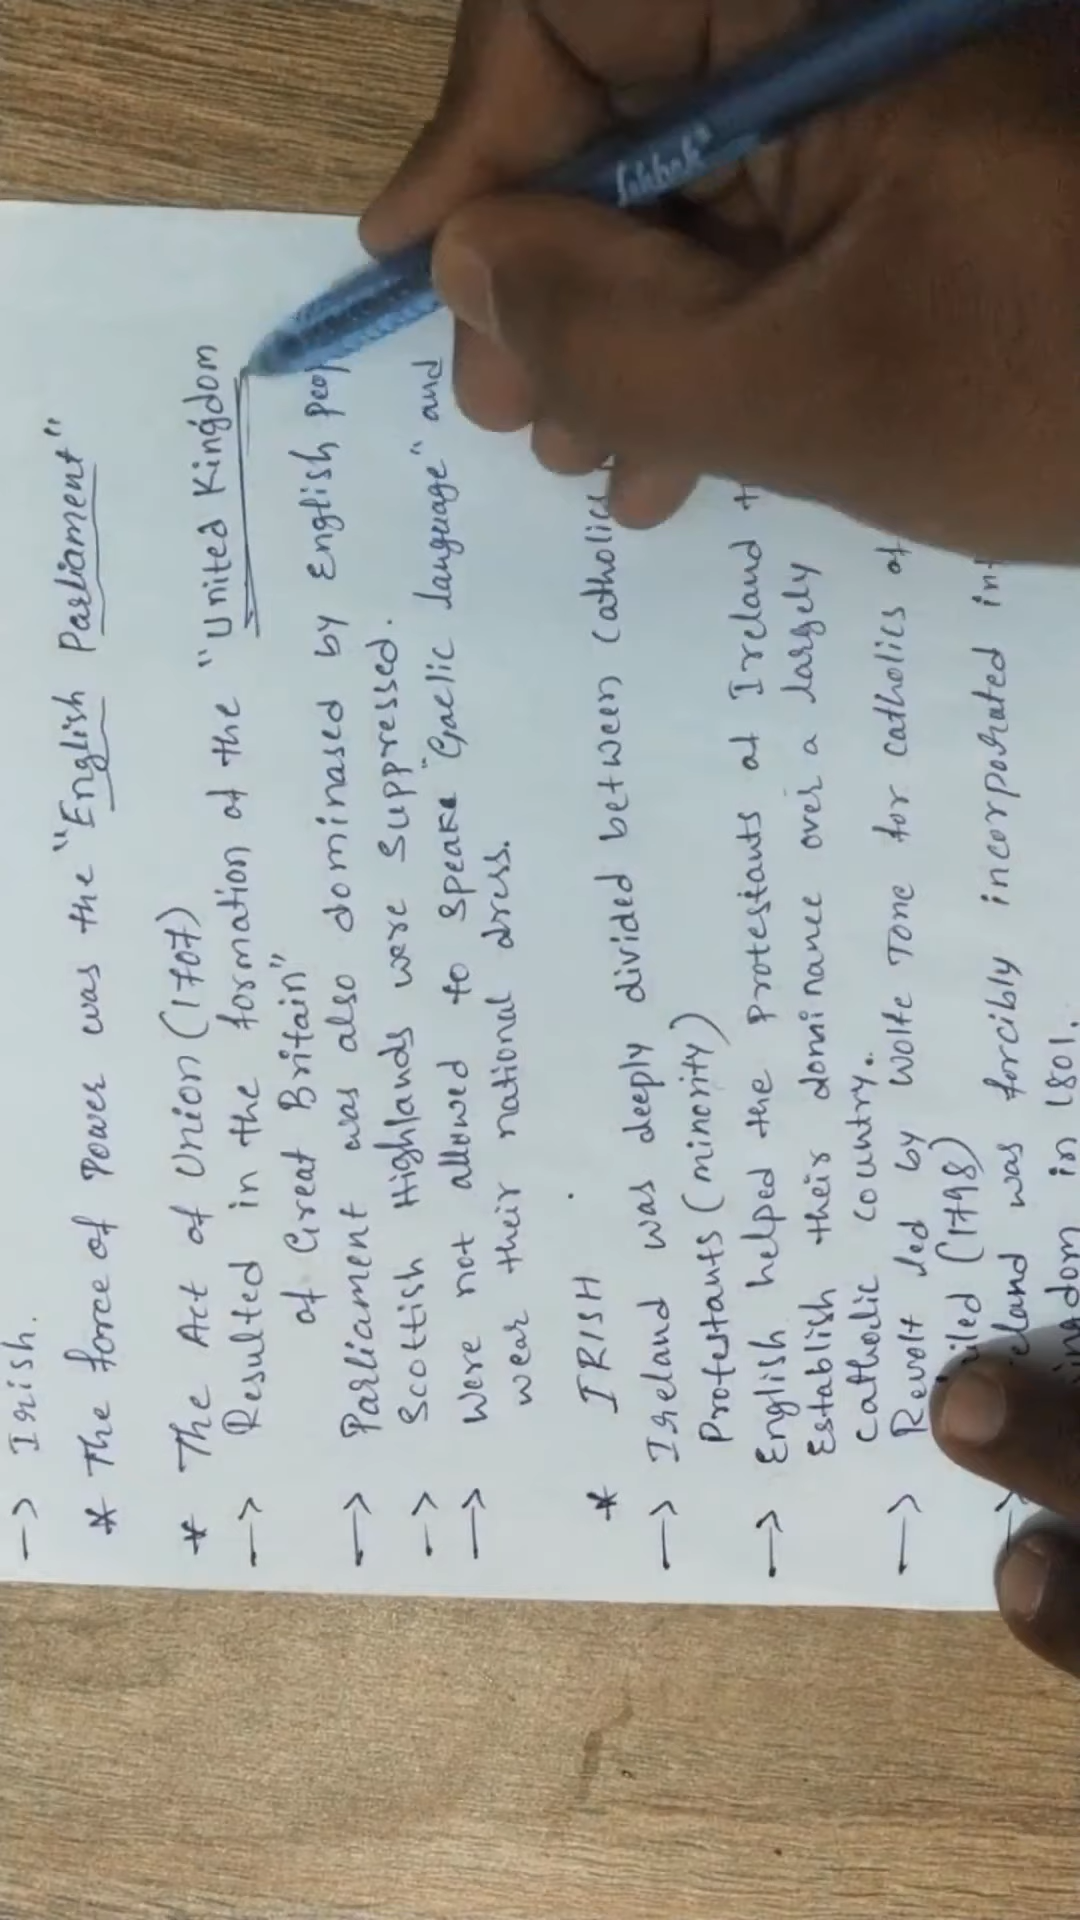 -> Irish.
* The force of Power was the "English Parliament"
* The Act of Union (1707)
-> Resulted in the formation of the "United Kingdom
of Great Britain"
-> Parliament was also dominased by English
-> Scottish Highlands were Suppressed.
-> Were not allowed to Speake "Gaelic language" and
wear their national dress.
* IRISH
-> Ireland was deeply divided between Catholics
Protestants (minority)
-> English helped the Protestants of Ireland
Establish their dominance over a largely
Catholic country.
-> Revolt led by Wolfe Tone for Catholics of
(1798)
-> was forcibly incorporated
in 1801.